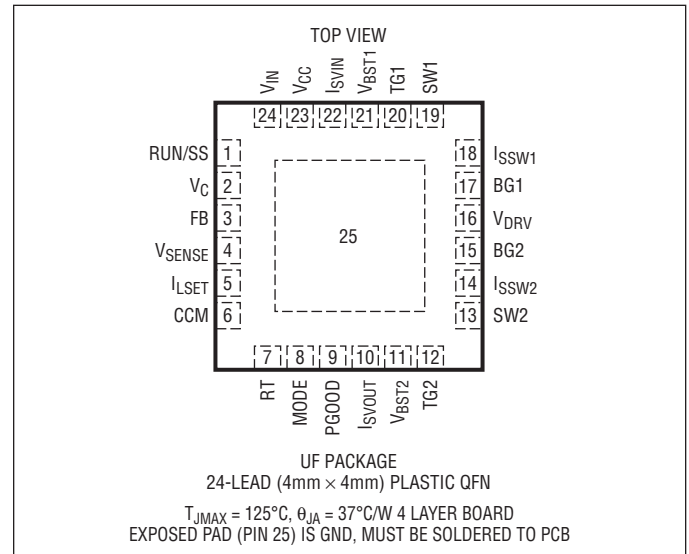 TOP VIEW
VIN
VCC
ISVIN
VBST1
TG1
SW1
24 23 22 21 20 19
RUN/SS 1
VC 2
FB 3
VSENSE 4
ILSET 5
CCM 6
25
18 ISSW1
17 BG1
16 VDRV
15 BG2
14 ISSW2
13 SW2
7 8 9 10 11 12
RT
MODE
PGOOD
ISVOUT
VBST2
TG2
UF PACKAGE
24-LEAD (4mm × 4mm) PLASTIC QFN
TJMAX = 125°C, θJA = 37°C/W 4 LAYER BOARD
EXPOSED PAD (PIN 25) IS GND, MUST BE SOLDERED TO PCB